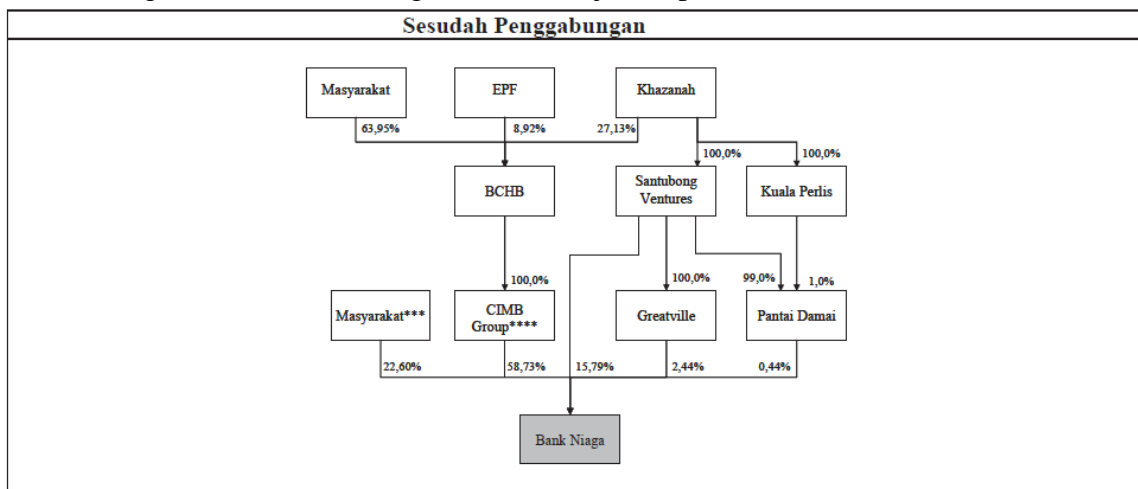 Sesudah Penggabungan
Masyarakat
EPF
Khazanah
63,95%
8,92%
27,13%
100,0%
100,0%
BCHB
Santubong
Ventures
Kuala Perlis
100,0%
100,0%
99,0%
1,0%
Masyarakat***
CIMB
Group****
Greatville
Pantai Damai
22,60%
58,73%
15,79%
2,44%
0,44%
Bank Niaga